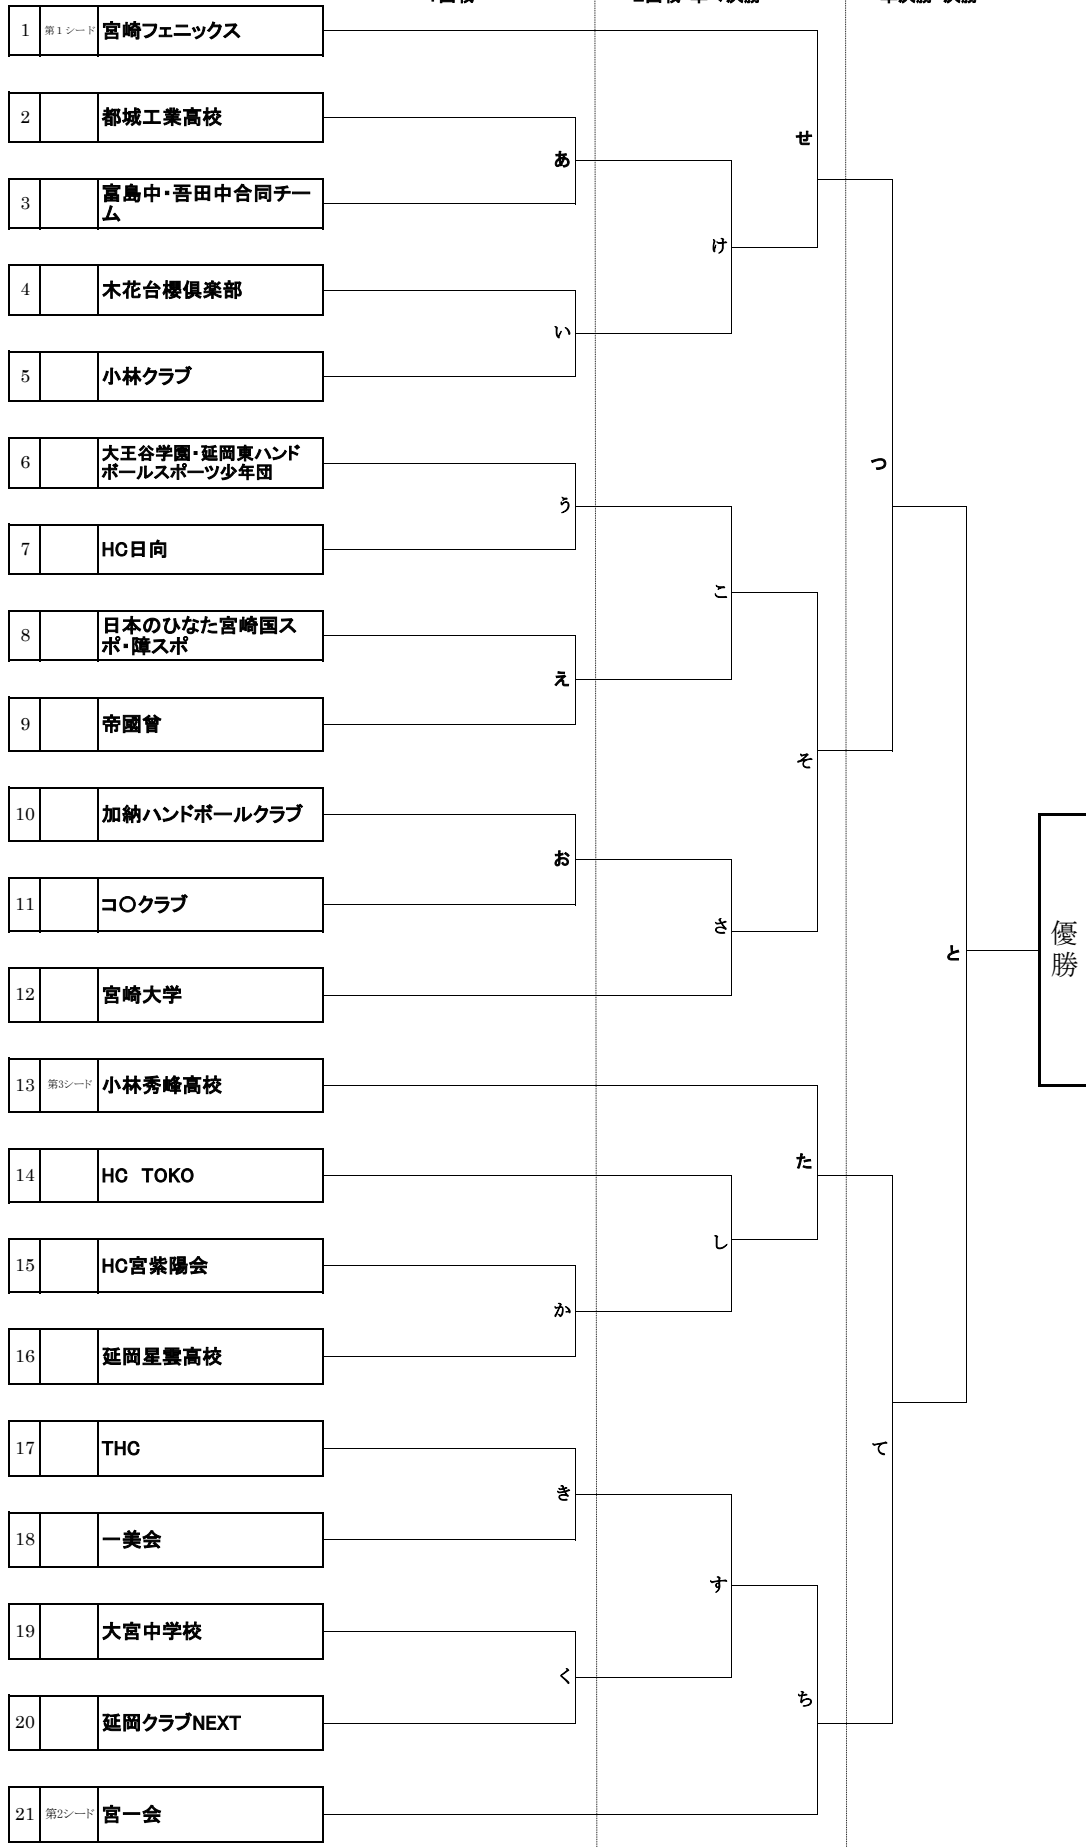 1 第１シード 宮崎フェニックス
2 都城工業高校
あ
せ
3 富島中・吾田中合同チー
ム
け
4 木花台櫻倶楽部
い
5 小林クラブ
6 大王谷学園・延岡東ハンド
ボールスポーツ少年団
つ
う
7 HC日向
こ
8 日本のひなた宮崎国ス
ポ・障スポ
え
9 帝國曾
そ
10 加納ハンドボールクラブ
お
11 コ〇クラブ
さ
と
優
勝
12 宮崎大学
13 第3シード 小林秀峰高校
た
14 HC　TOKO
し
15 HC宮紫陽会
か
16 延岡星雲高校
17 THC
て
き
18 一美会
す
19 大宮中学校
く
ち
20 延岡クラブNEXT
21 第2シード 宮一会